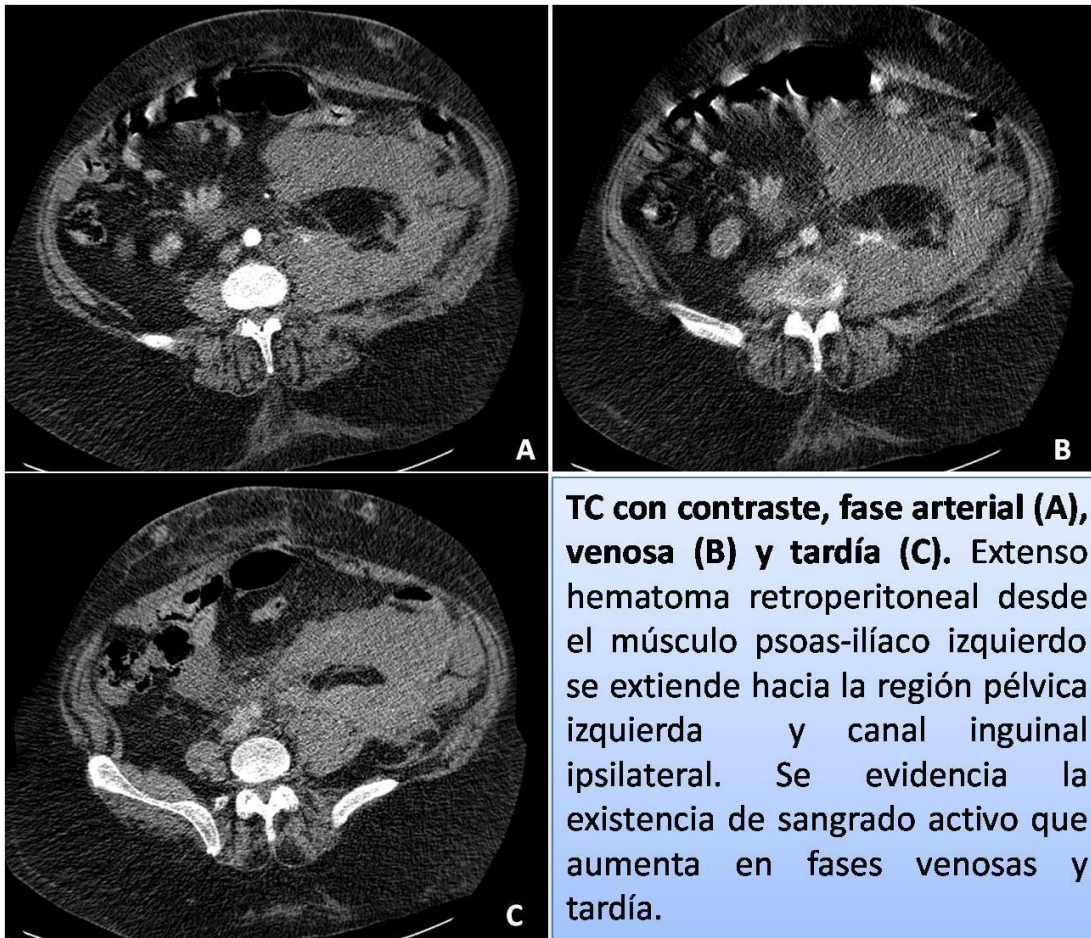 A
B
C
TC con contraste, fase arterial (A),
venosa (B) y tardía (C). Extenso
hematoma retroperitoneal desde
el músculo psoas-ilíaco izquierdo
se extiende hacia la región pélvica
izquierda y canal inguinal
ipsilateral. Se evidencia la
existencia de sangrado activo que
aumenta en fases venosas y
tardía.